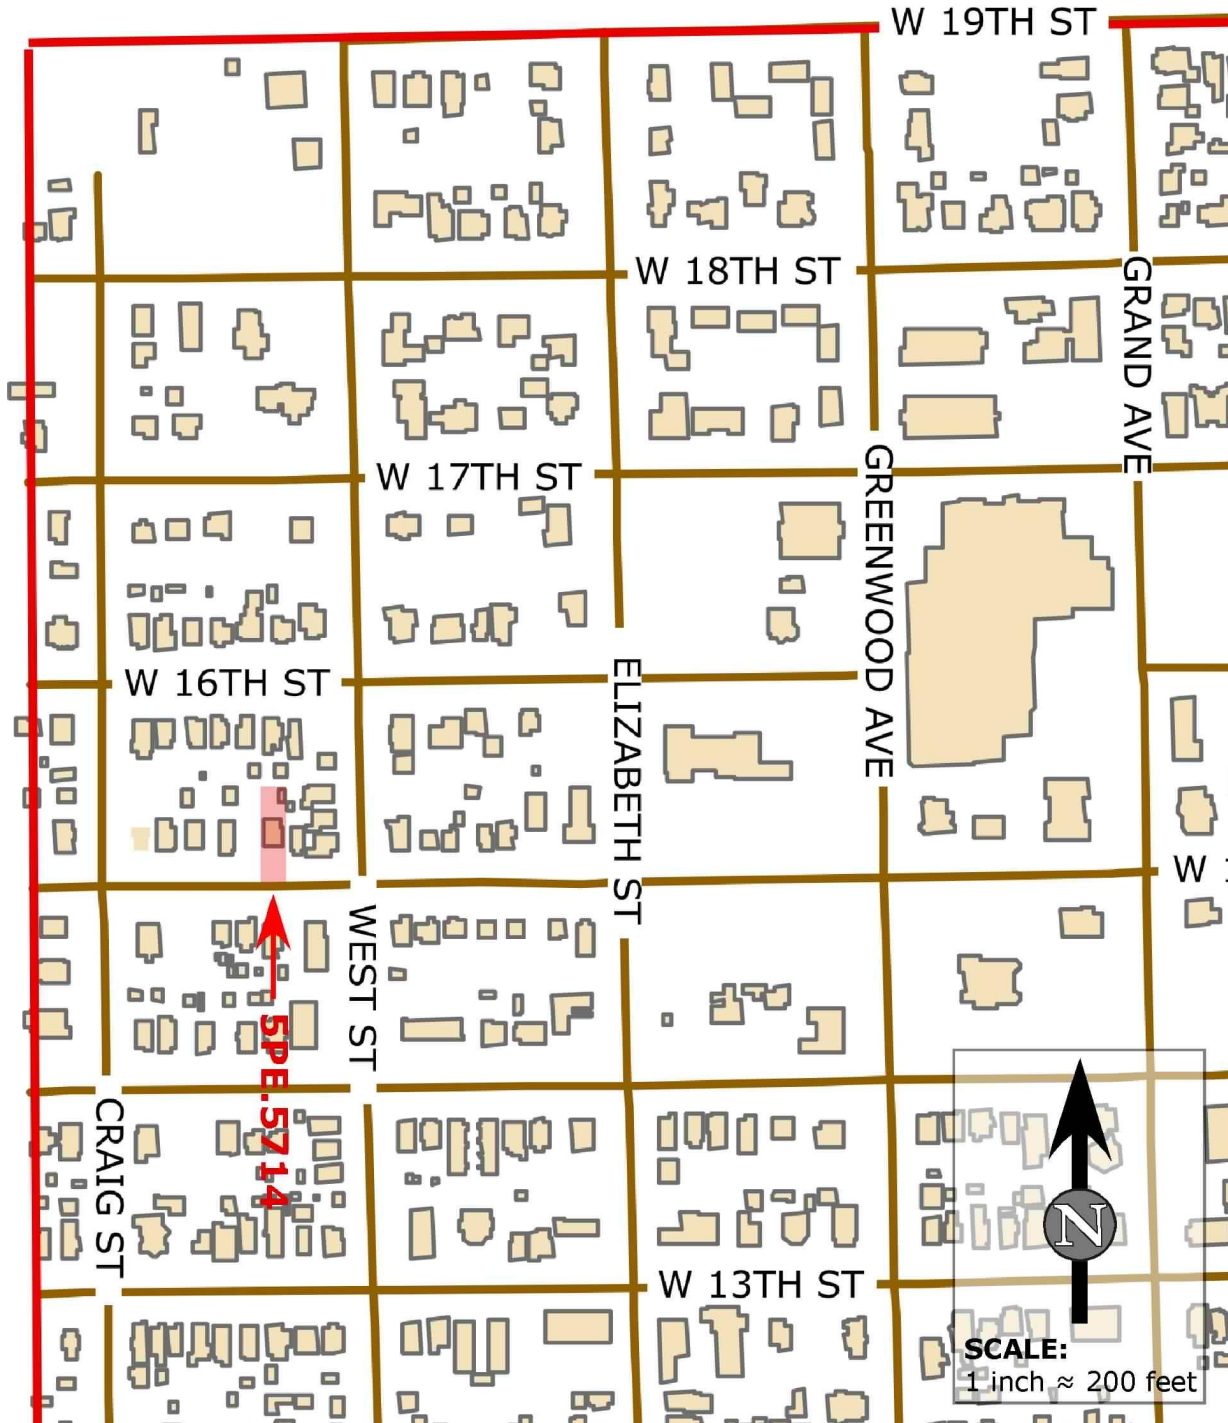 W 19TH ST
W 18TH ST
GRAND AVE
W 17TH ST
GREENWOOD AVE
W 16TH ST
ELIZABETH ST
W
WEST ST
5PE.5714
CRAIG ST
N
W 13TH ST
SCALE:
1 inch ≈ 200 feet